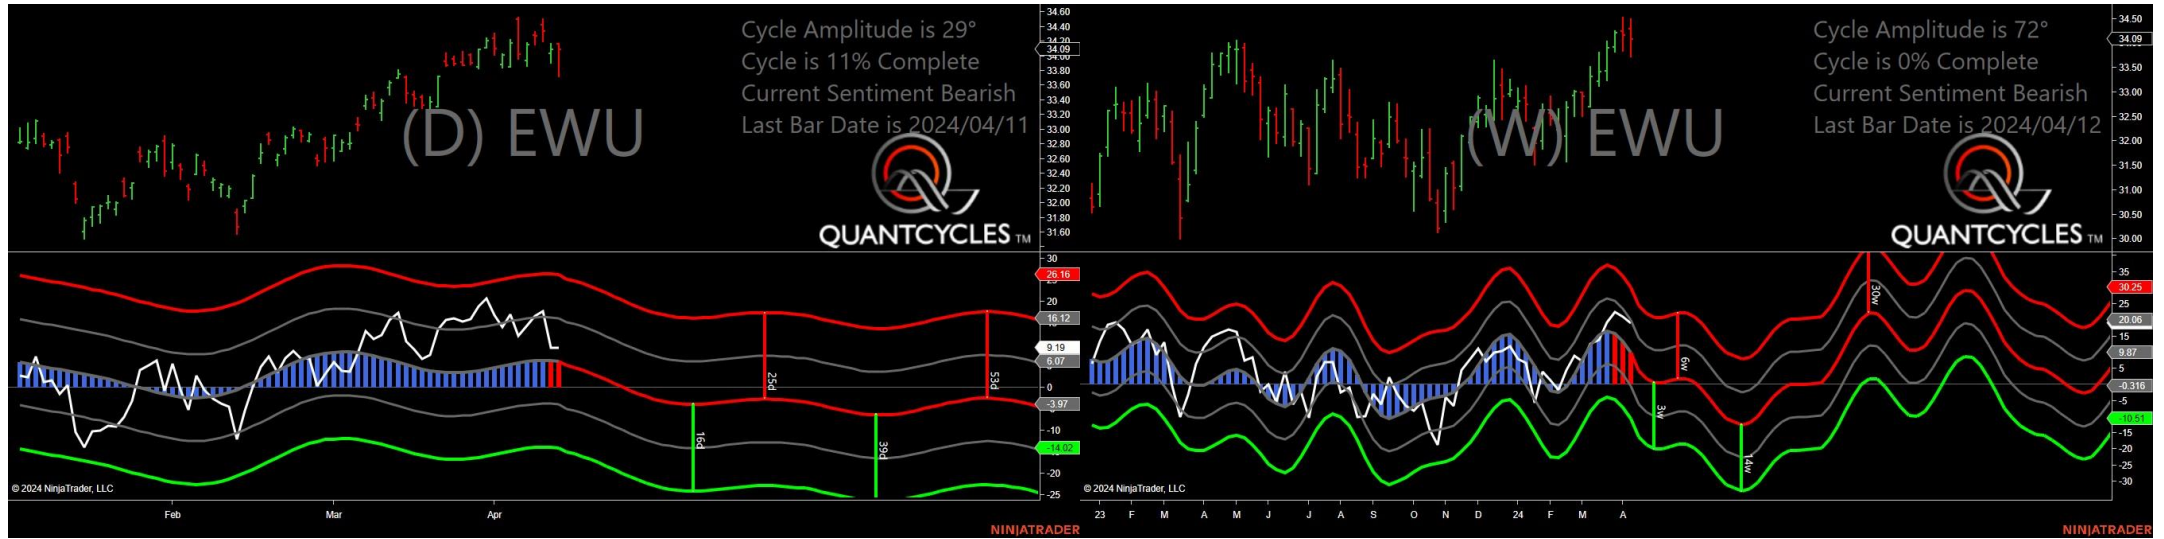 Cycle Amplitude is 29°
Cycle is 11% Complete
Current Sentiment Bearish
Last Bar Date is 2024/04/11
(D) EWU
QUANTCYCLES TM
34.60
34.40
34.20
34.09
33.80
33.60
33.40
33.20
33.00
32.80
32.60
32.40
32.20
32.00
31.80
31.60
30
26.16
20
16.12
9.19
6.07
0
-3.97
-10
-14.02
-20
-25
16d
25d
39d
53d
© 2024 NinjaTrader, LLC
Feb Mar Apr
NINJATRADER
Cycle Amplitude is 72°
Cycle is 0% Complete
Current Sentiment Bearish
Last Bar Date is 2024/04/12
(W) EWU
QUANTCYCLES TM
34.50
34.09
33.50
33.00
32.50
32.00
31.50
31.00
30.50
30.00
35
30.25
25
20.06
15
9.87
-0.316
-5
-10.51
-15
-20
-25
-30
3w
6w
14w
30w
© 2024 NinjaTrader, LLC
23 F M A M J J A S O N D 24 F M A
NINJATRADER